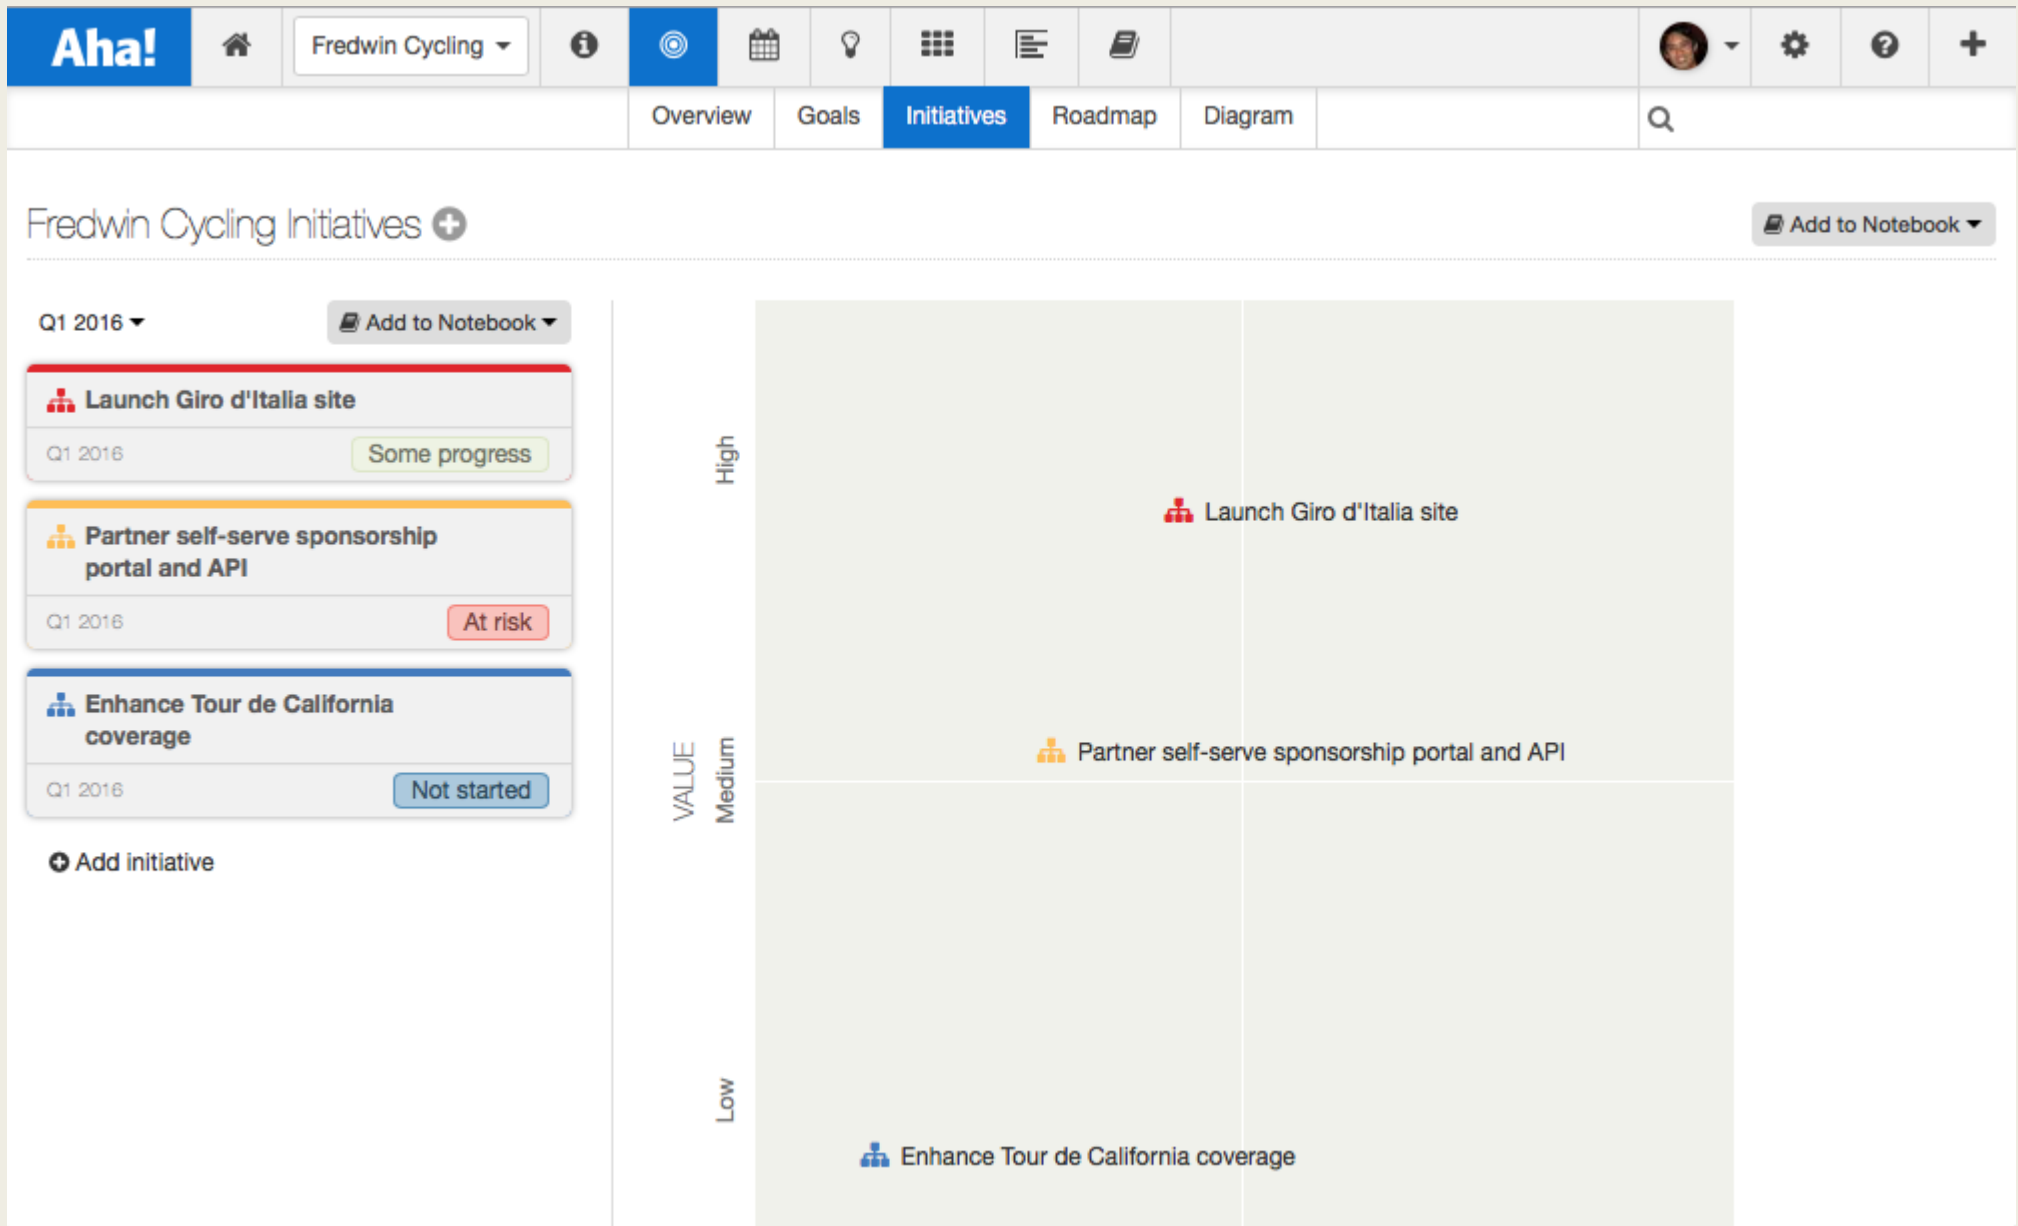 Aha!
Fredwin Cycling
Overview
Goals
Initiatives
Roadmap
Diagram
Fredwin Cycling Initiatives
Add to Notebook
Q1 2016
Add to Notebook
Launch Giro d'Italia site
Q1 2016
Some progress
Partner self-serve sponsorship
portal and API
Q1 2016
At risk
Enhance Tour de California
coverage
Q1 2016
Not started
Add initiative
VALUE
High
Medium
Low
Launch Giro d'Italia site
Partner self-serve sponsorship portal and API
Enhance Tour de California coverage